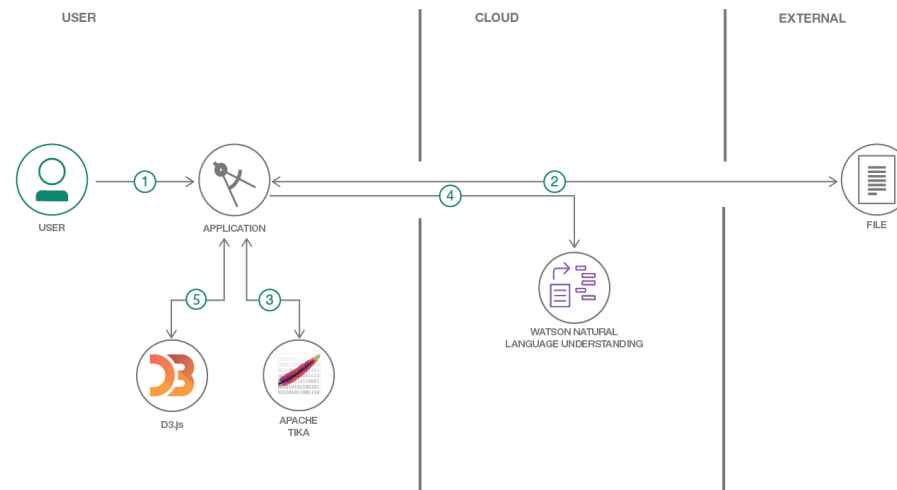 USER
CLOUD
EXTERNAL
1
2
4
USER
APPLICATION
FILE
5
3
WATSON NATURAL
LANGUAGE UNDERSTANDING
D3.js
APACHE
TIKA